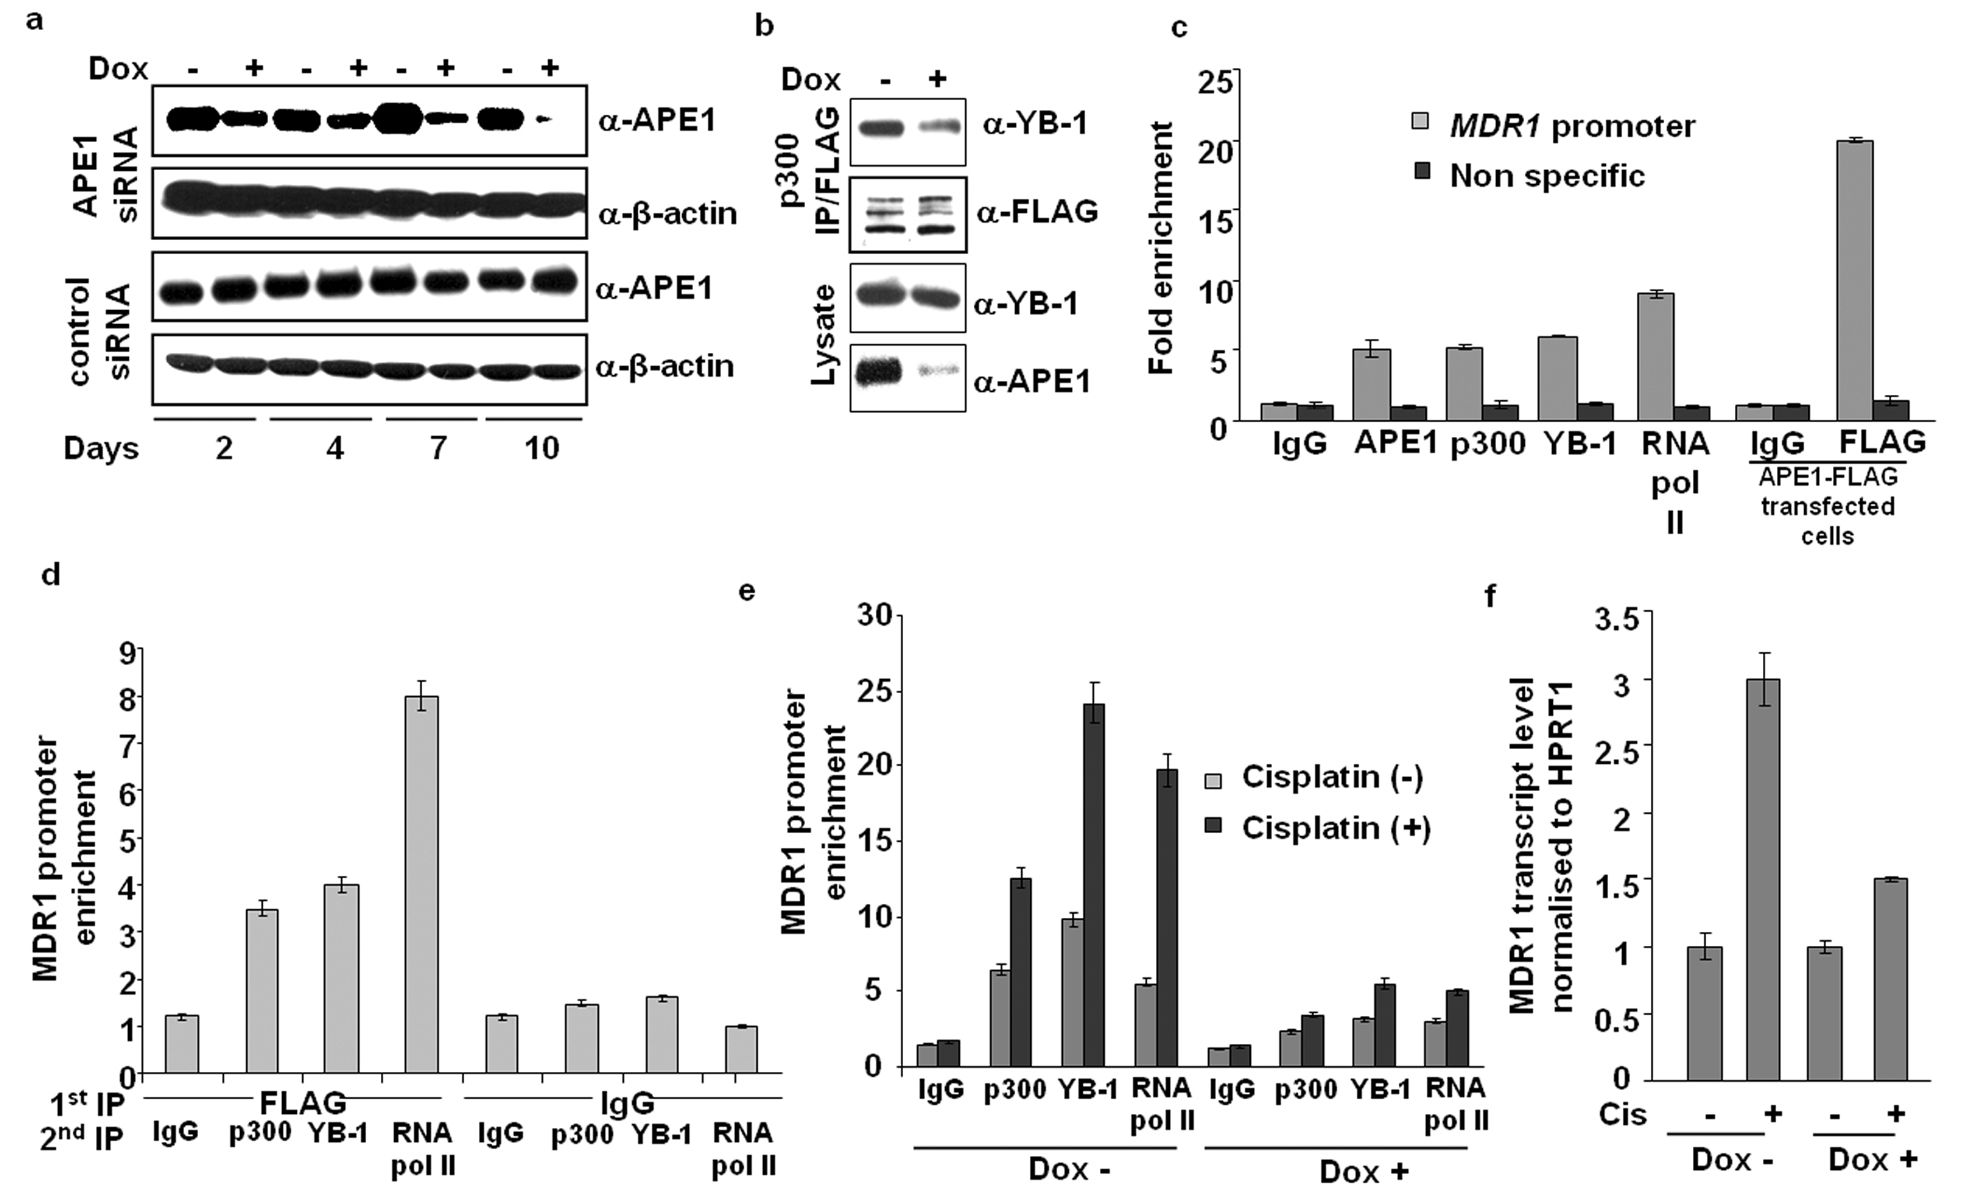 a
Dox - + - + - + - +
APE1 siRNA
α-APE1
α-β-actin
control siRNA
α-APE1
α-β-actin
Days 2 4 7 10
b
Dox - +
p300 IP/FLAG
α-YB-1
α-FLAG
Lysate
α-YB-1
α-APE1
c
Fold enrichment
25
20
15
10
5
0
MDR1 promoter
Non specific
IgG APE1 p300 YB-1 RNA pol II IgG FLAG
APE1-FLAG
transfected
cells
d
MDR1 promoter
enrichment
9
8
7
6
5
4
3
2
1
0
1st IP FLAG IgG
2nd IP IgG p300 YB-1 RNA pol II IgG p300 YB-1 RNA pol II
e
MDR1 promoter
enrichment
30
25
20
15
10
5
0
Cisplatin (-)
Cisplatin (+)
IgG p300 YB-1 RNA pol II IgG p300 YB-1 RNA pol II
Dox - Dox +
f
MDR1 transcript level
normalised to HPRT1
3.5
3
2.5
2
1.5
1
0.5
0
Cis - + - +
Dox - Dox +